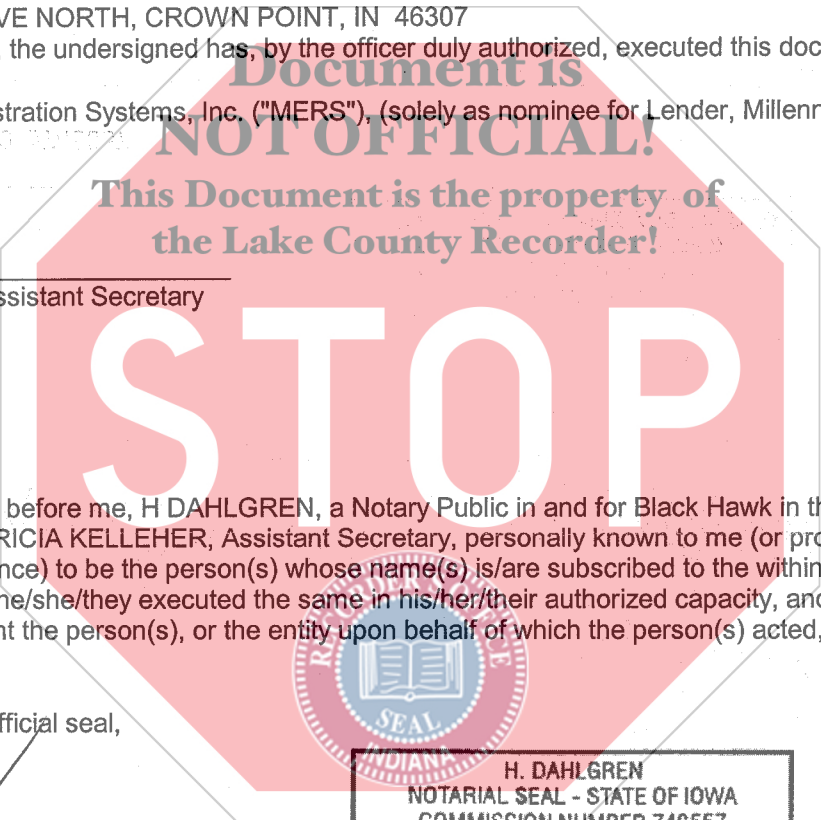 VE NORTH, CROWN POINT, IN 46307
, the undersigned has, by the officer duly authorized, executed this doc
Document is
stration Systems, Inc. ("MERS"), (solely as nominee for Lender, Millenn
NOT OFFICIAL!
This Document is the property of
the Lake County Recorder!
ssistant Secretary
STOP
before me, H DAHLGREN, a Notary Public in and for Black Hawk in th
RICIA KELLEHER, Assistant Secretary, personally known to me (or pro
nce) to be the person(s) whose name(s) is/are subscribed to the within
he/she/they executed the same in his/her/their authorized capacity, and
nt the person(s), or the entity upon behalf of which the person(s) acted,
RECORDER'S OFFICE
SEAL
INDIANA
fficial seal,
H. DAHLGREN
NOTARIAL SEAL - STATE OF IOWA
COMMISSION NUMBER